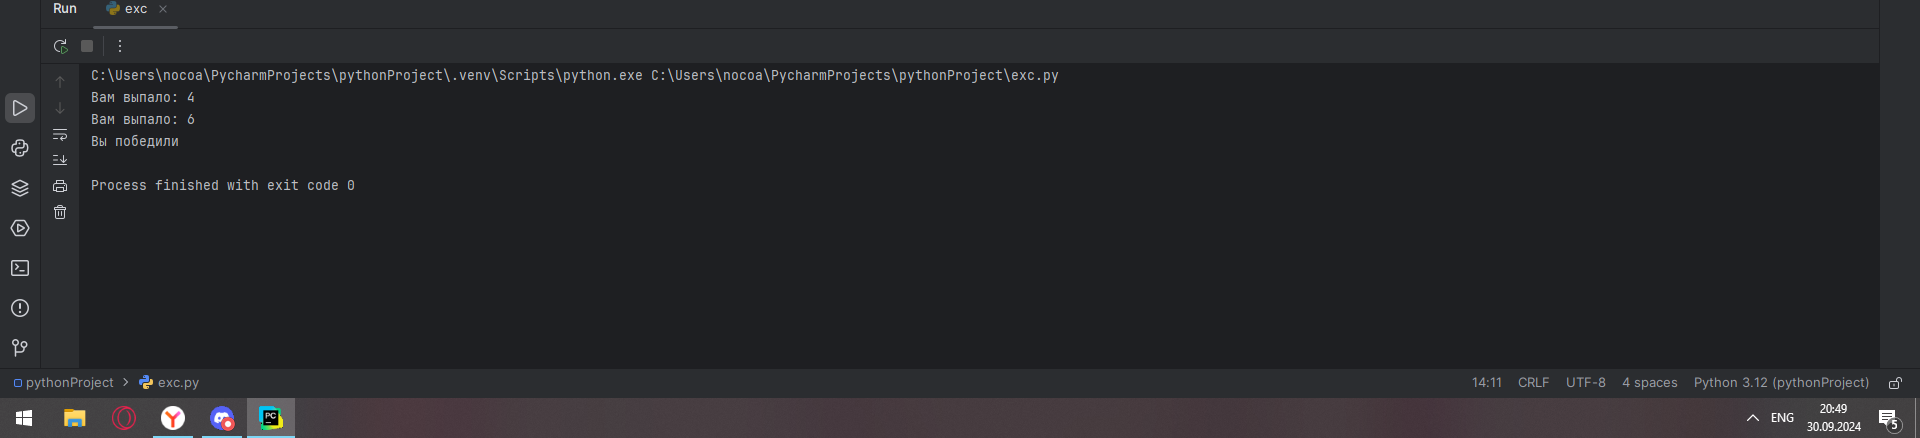 Run exc
C:\Users\nocoa\PycharmProjects\pythonProject\.venv\Scripts\python.exe C:\Users\nocoa\PycharmProjects\pythonProject\exc.py
Вам выпало: 4
Вам выпало: 6
Вы победили
Process finished with exit code 0
pythonProject > exc.py 14:11 CRLF UTF-8 4 spaces Python 3.12 (pythonProject)
PC
ENG
20:49
30.09.2024
5